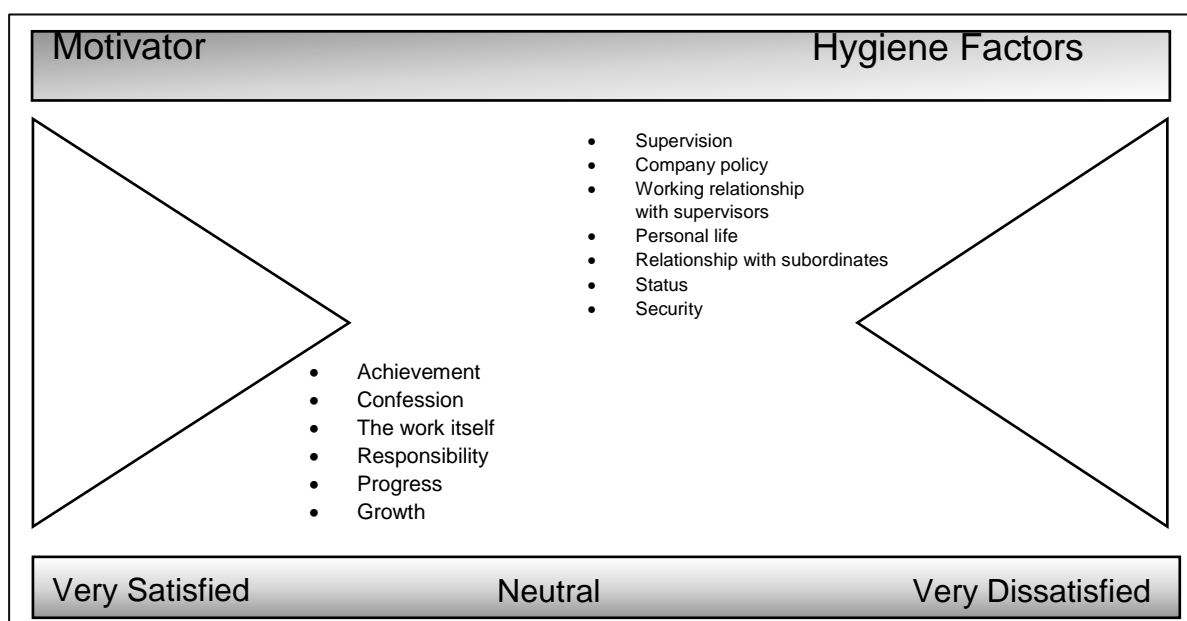 Motivator
Hygiene Factors
• Supervision
• Company policy
• Working relationship
with supervisors
• Personal life
• Relationship with subordinates
• Status
• Security
• Achievement
• Confession
• The work itself
• Responsibility
• Progress
• Growth
Very Satisfied
Neutral
Very Dissatisfied